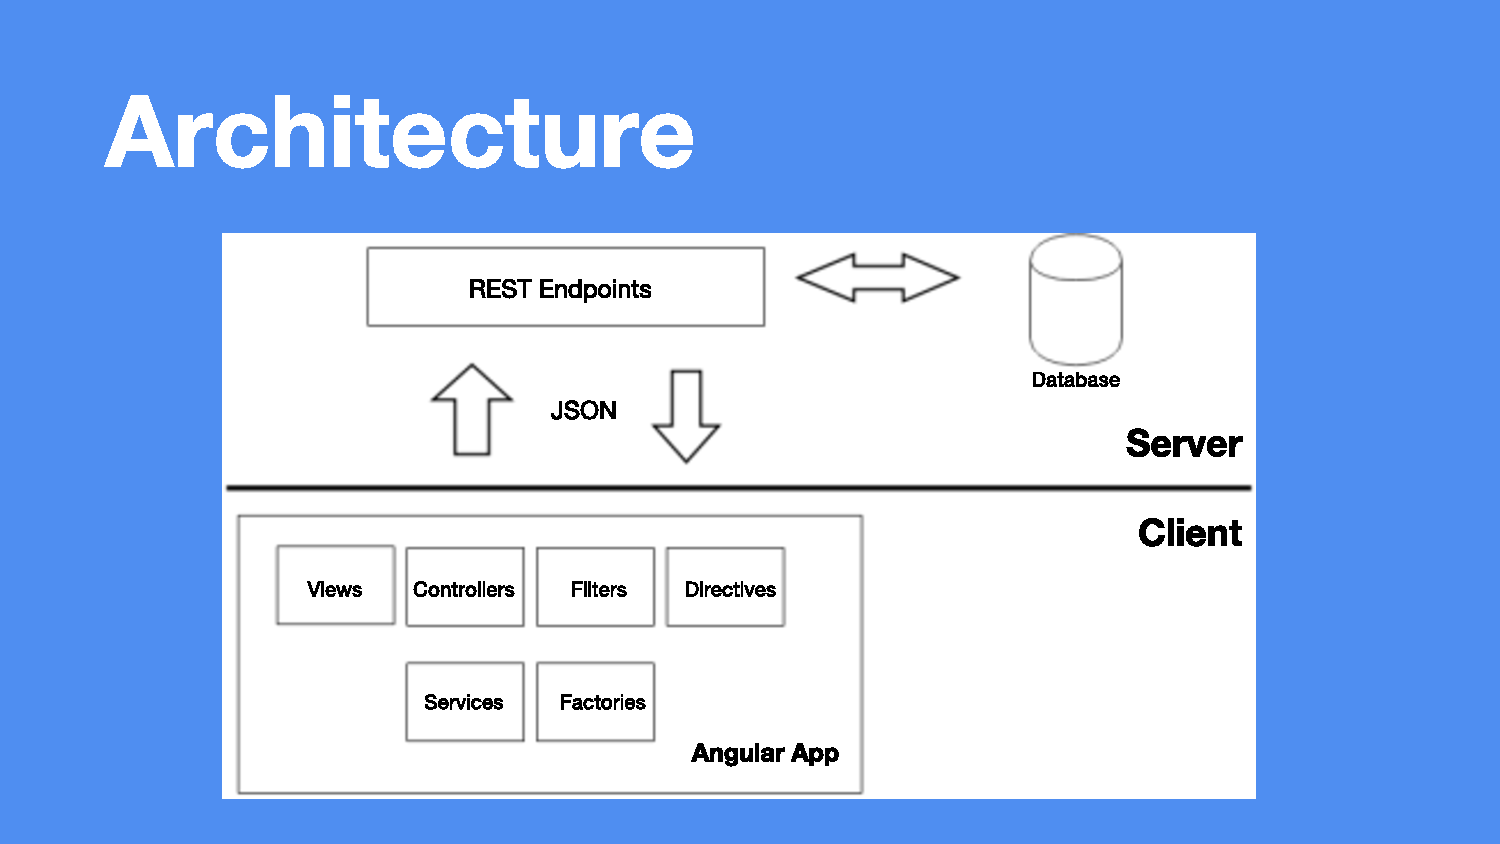 Architecture
REST Endpoints
Database
JSON
Server
Client
Views
Controllers
Filters
Directives
Services
Factories
Angular App